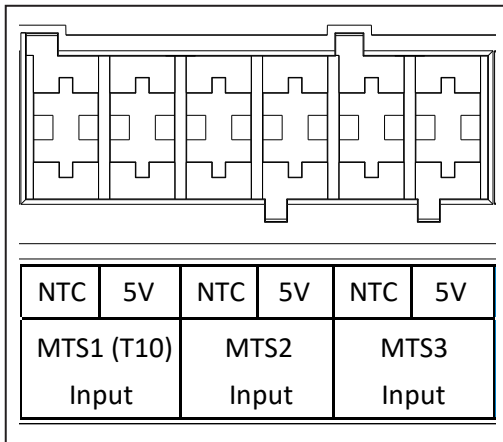 NTC 5V NTC 5V NTC 5V
MTS1 (T10) MTS2 MTS3
Input Input Input